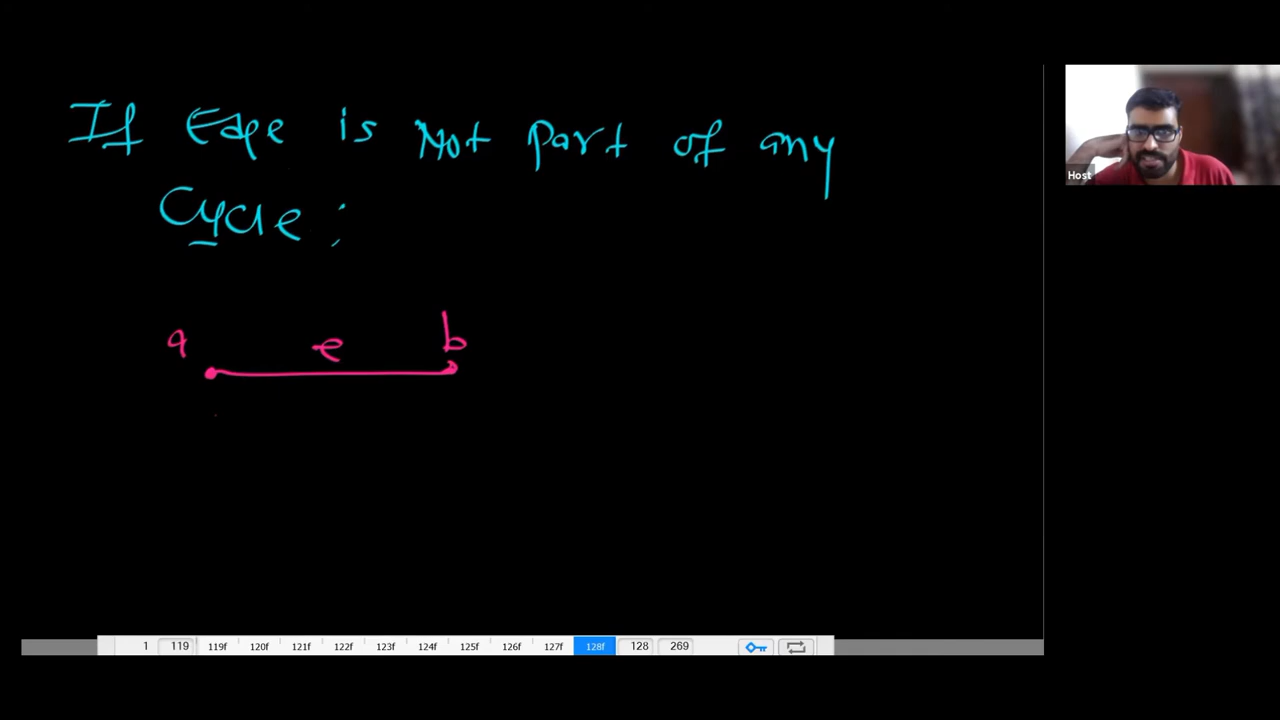 If Edge is Not part of any
Cycle :
Host
a e b
1 119 119f 120f 121f 122f 123f 124f 125f 126f 127f 128f 128 269